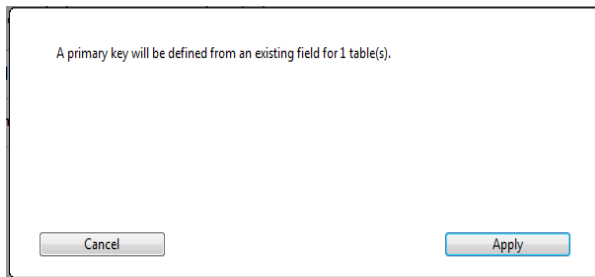 A primary key will be defined from an existing field for 1 table(s).
Cancel
Apply